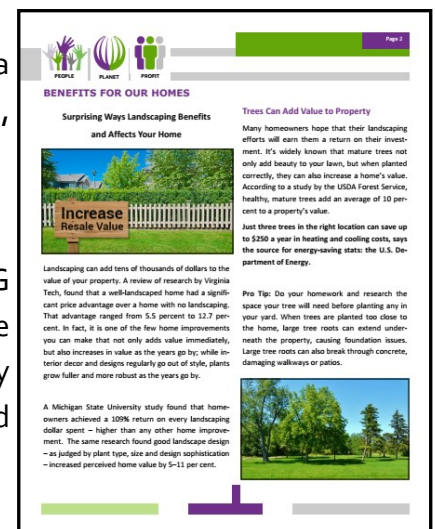 a
,
G
e
y
d
Page 2
PEOPLE PLANET PROFIT
BENEFITS FOR OUR HOMES
Surprising Ways Landscaping Benefits
and Affects Your Home
Increase
Resale Value
Landscaping can add tens of thousands of dollars to the
value of your property. A review of research by Virginia
Tech, found that a well-landscaped home had a signifi-
cant price advantage over a home with no landscaping.
That advantage ranged from 5.5 percent to 12.7 per-
cent. In fact, it is one of the few home improvements
you can make that not only adds value immediately,
but also increases in value as the years go by; while in-
terior decor and designs regularly go out of style, plants
grow fuller and more robust as the years go by.
A Michigan State University study found that home-
owners achieved a 109% return on every landscaping
dollar spent – higher than any other home improve-
ment. The same research found good landscape design
– as judged by plant type, size and design sophistication
– increased perceived home value by 5–11 per cent.
Trees Can Add Value to Property
Many homeowners hope that their landscaping
efforts will earn them a return on their invest-
ment. It's widely known that mature trees not
only add beauty to your lawn, but when planted
correctly, they can also increase a home's value.
According to a study by the USDA Forest Service,
healthy, mature trees add an average of 10 per-
cent to a property's value.
Just three trees in the right location can save up
to $250 a year in heating and cooling costs, says
the source for energy-saving stats: the U.S. De-
partment of Energy.
Pro Tip: Do your homework and research the
space your tree will need before planting any in
your yard. When trees are planted too close to
the home, large tree roots can extend under-
neath the property, causing foundation issues.
Large tree roots can also break through concrete,
damaging walkways or patios.